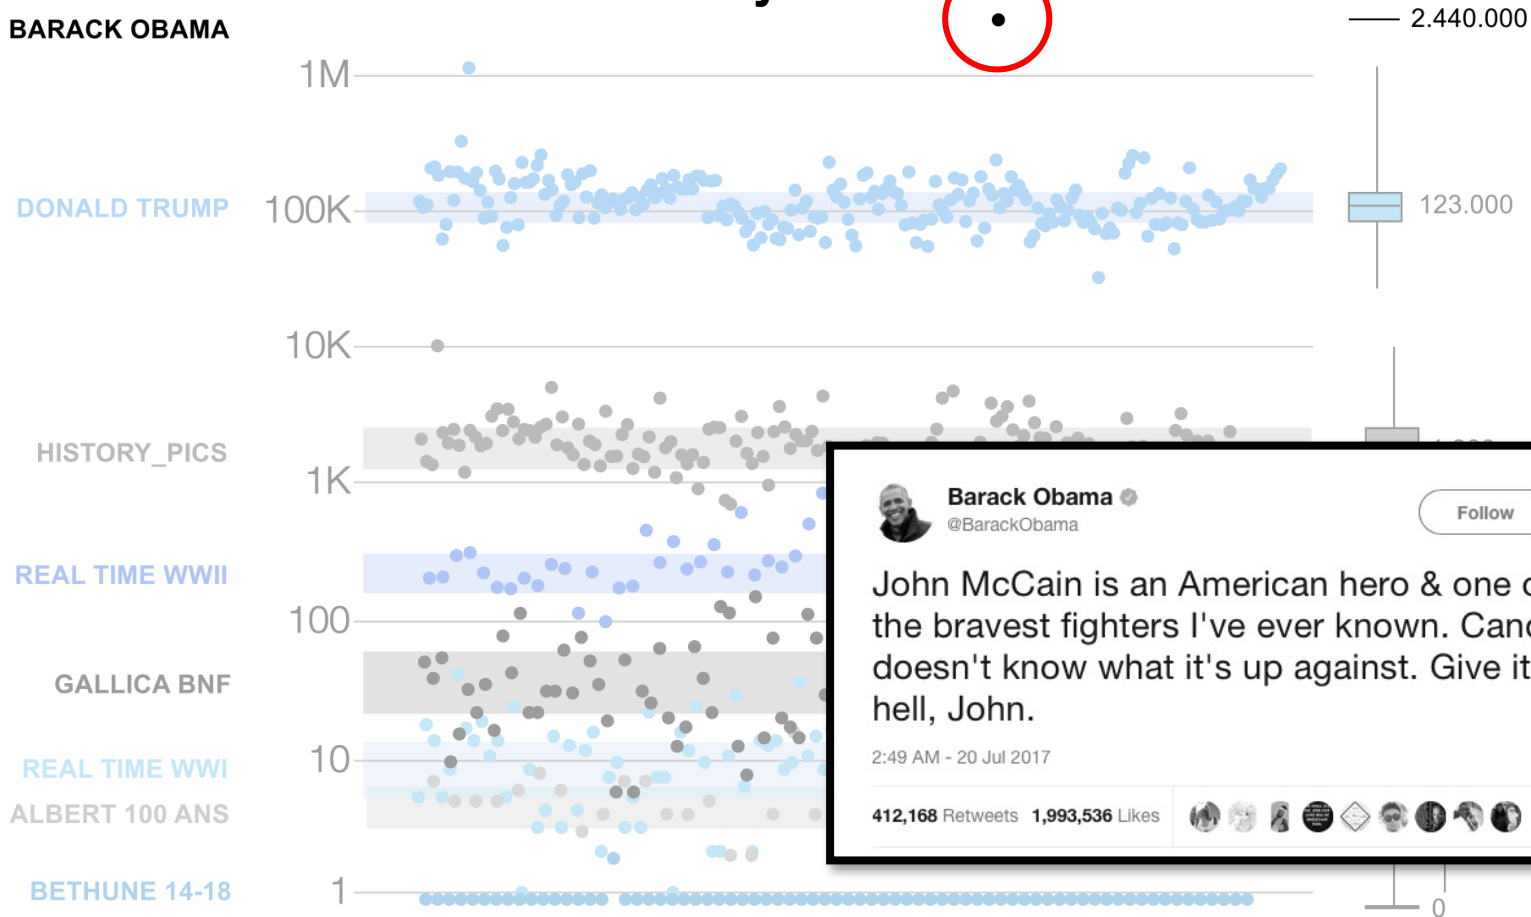 BARACK OBAMA
2.440.000
1M
DONALD TRUMP
100K
123.000
10K
HISTORY_PICS
1K
Barack Obama
@BarackObama
Follow
REAL TIME WWII
John McCain is an American hero & one
the bravest fighters I've ever known.
doesn't know what it's up against. Give it
hell, John.
100
GALLICA BNF
2:49 AM - 20 Jul 2017
10
REAL TIME WWI
ALBERT 100 ANS
412,168 Retweets 1,993,536 Likes
BETHUNE 14-18
1
0